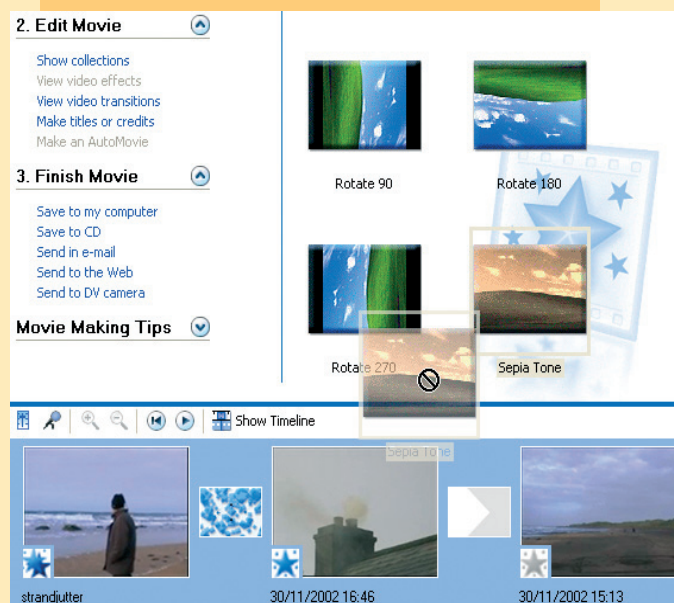 2. Edit Movie
Show collections
View video effects
View video transitions
Make titles or credits
Make an AutoMovie
3. Finish Movie
Save to my computer
Save to CD
Send in e-mail
Send to the Web
Send to DV camera
Movie Making Tips
Rotate 90
Rotate 180
Rotate 270
Sepia Tone
Show Timeline
Sepia Tone
strandjutter
30/11/2002 16:46
30/11/2002 15:13